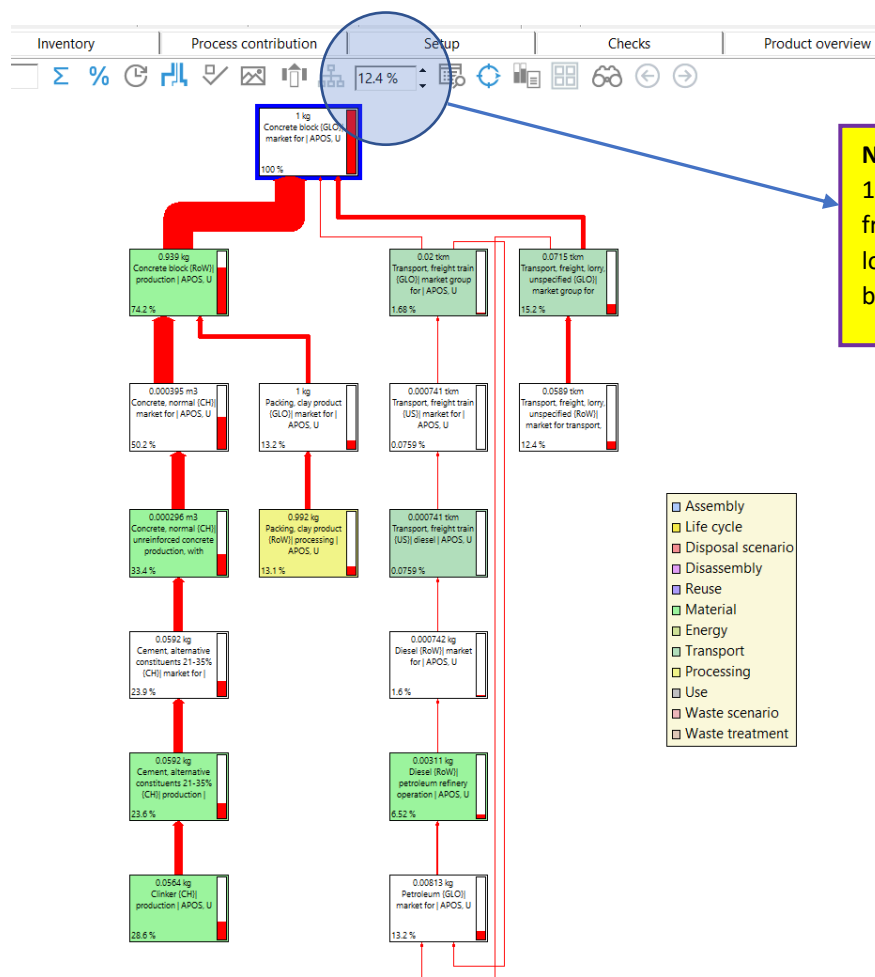 Inventory
Process contribution
Setup
Checks
Product overview
Σ %
12.4 %
1 kg
Concrete block {GLO}|
market for | APOS, U
100 %
0.939 kg
Concrete block {RoW}|
production | APOS, U
74.2 %
0.02 tkm
Transport, freight train
{GLO}| market group
for | APOS, U
1.68 %
0.0715 tkm
Transport, freight, lorry,
unspecified {GLO}|
market group for
15.2 %
0.000395 m3
Concrete, normal {CH}|
market for | APOS, U
50.2 %
1 kg
Packing, clay product
{GLO}| market for |
APOS, U
13.2 %
0.000741 tkm
Transport, freight train
{US}| market for |
APOS, U
0.0759 %
0.0589 tkm
Transport, freight, lorry,
unspecified {RoW}|
market for transport,
12.4 %
0.000296 m3
Concrete, normal {CH}|
unreinforced concrete
production, with
33.4 %
0.992 kg
Packing, clay product
{RoW}| processing |
APOS, U
13.1 %
0.000741 tkm
Transport, freight train
{US}| diesel | APOS, U
0.0759 %
0.0592 kg
Cement, alternative
constituents 21-35%
{CH}| market for |
23.9 %
0.000742 kg
Diesel {RoW}| market
for | APOS, U
1.6 %
0.0592 kg
Cement, alternative
constituents 21-35%
{CH}| production |
23.6 %
0.00311 kg
Diesel {RoW}|
petroleum refinery
operation | APOS, U
6.52 %
0.0564 kg
Clinker {CH}|
production | APOS, U
28.6 %
0.00813 kg
Petroleum {GLO}|
market for | APOS, U
13.2 %
Assembly
Life cycle
Disposal scenario
Disassembly
Reuse
Material
Energy
Transport
Processing
Use
Waste scenario
Waste treatment